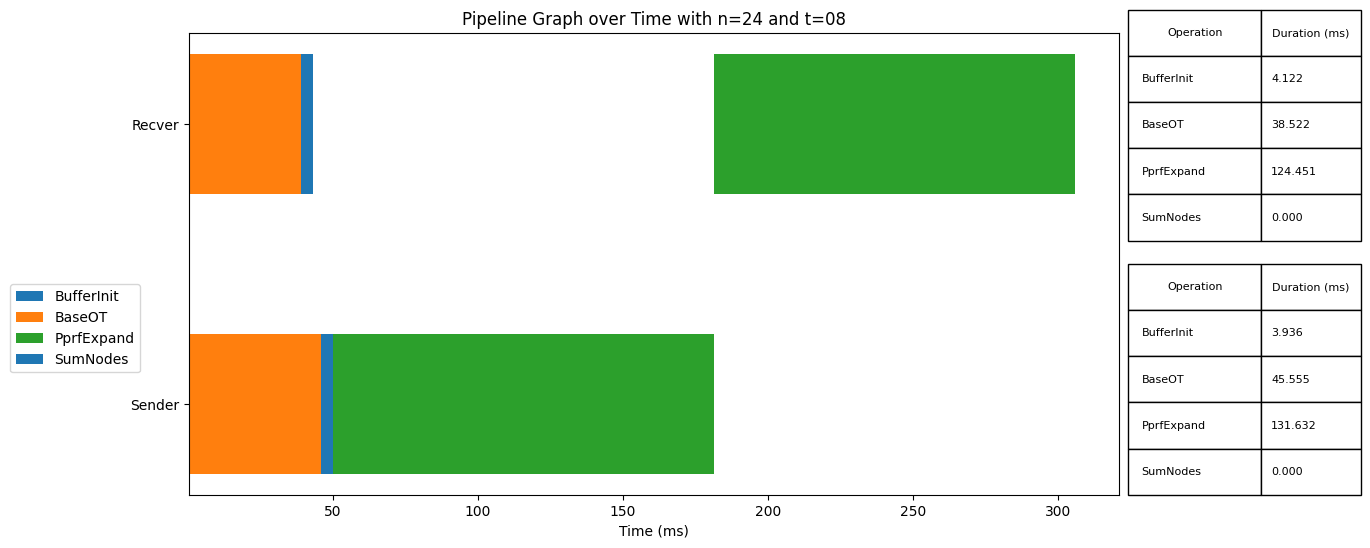 Pipeline Graph over Time with n=24 and t=08
Recver
Sender
BufferInit
BaseOT
PprfExpand
SumNodes
50 100 150 200 250 300
Time (ms)
Operation Duration (ms)
BufferInit 4.122
BaseOT 38.522
PprfExpand 124.451
SumNodes 0.000
Operation Duration (ms)
BufferInit 3.936
BaseOT 45.555
PprfExpand 131.632
SumNodes 0.000